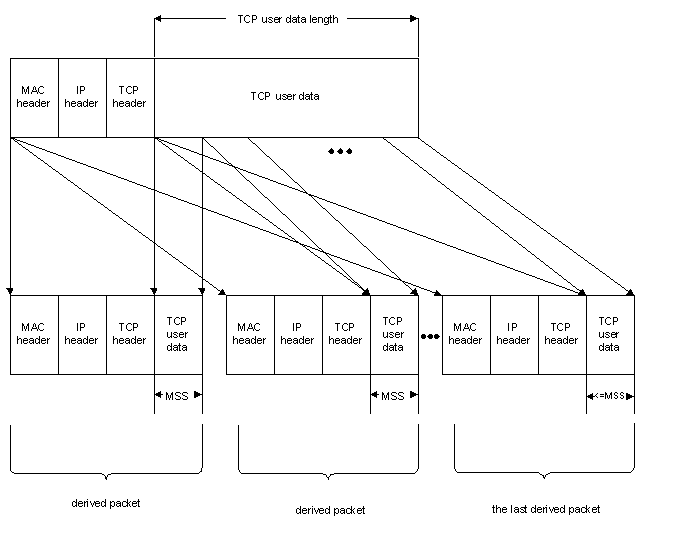 TCP user data length
MAC
header
IP
header
TCP
header
TCP user data
MAC
header
IP
header
TCP
header
TCP
user
data
MAC
header
IP
header
TCP
header
TCP
user
data
MAC
header
IP
header
TCP
header
TCP
user
data
MSS
MSS
<=MSS
derived packet
derived packet
the last derived packet